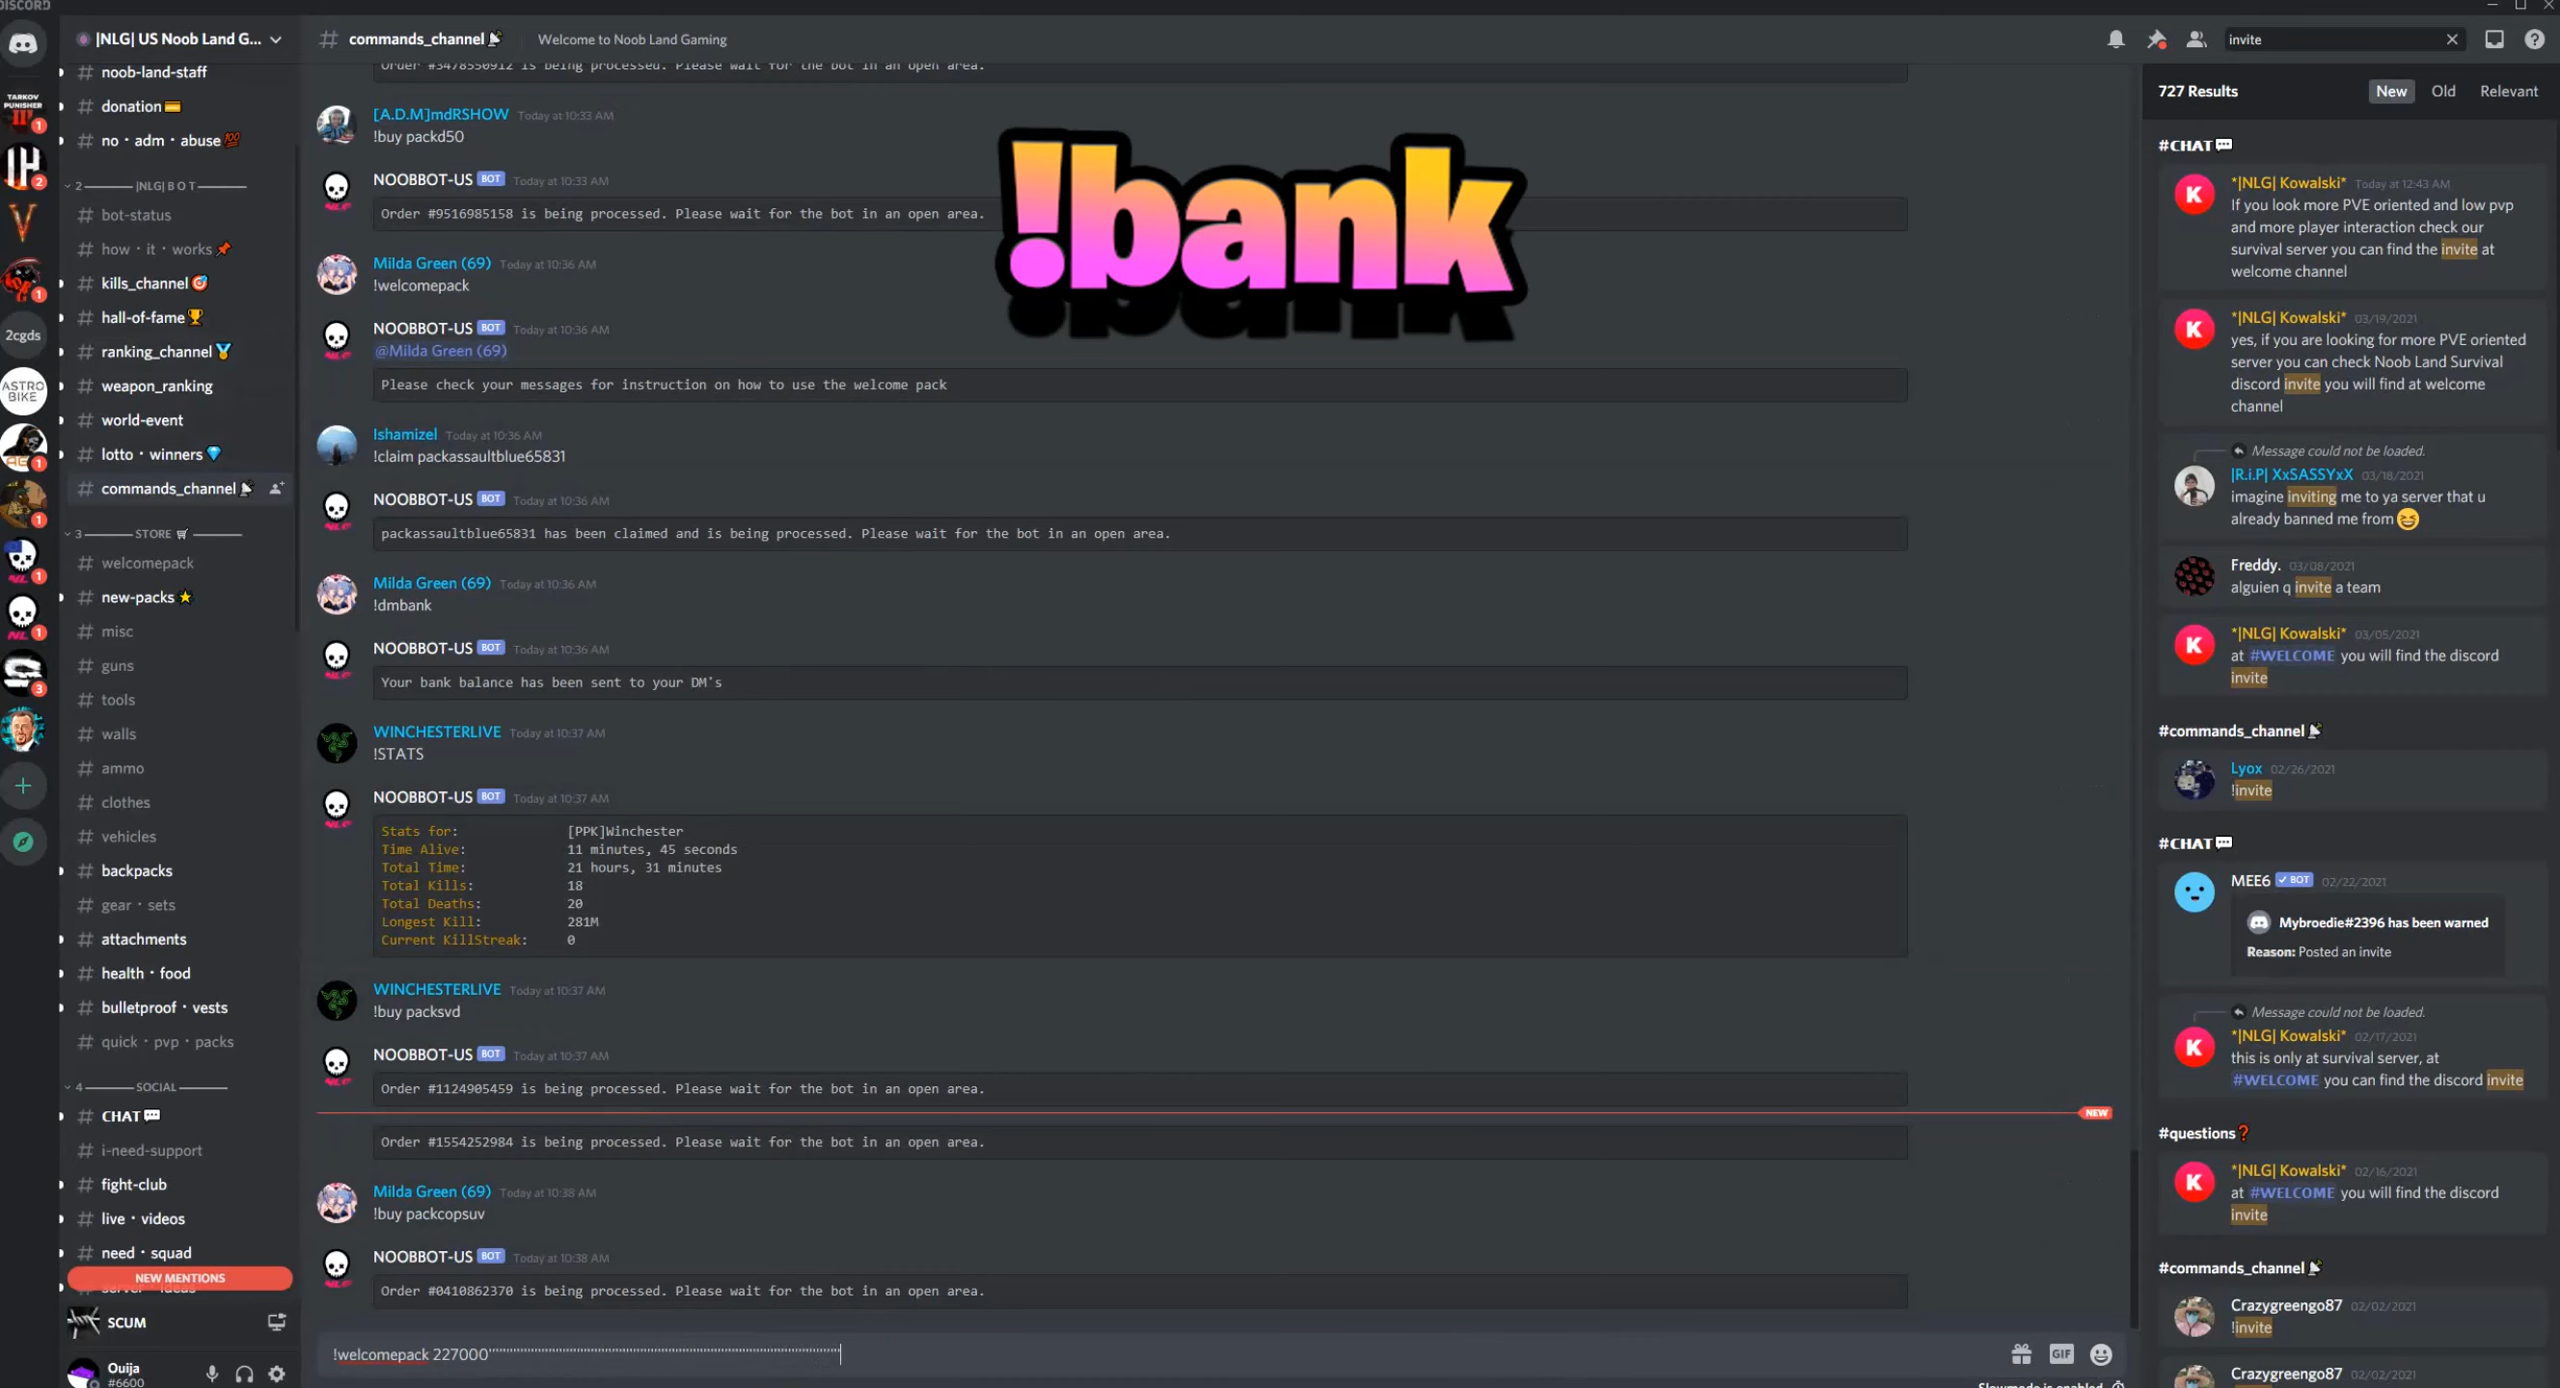 DISCORD
|NLG| US Noob Land G...
commands_channel
Welcome to Noob Land Gaming
invite
noob-land-staff
donation
no · adm · abuse
2 |NLG| B O T
bot-status
how · it · works
kills_channel
hall-of-fame
ranking_channel
weapon_ranking
world-event
lotto · winners
commands_channel
3 STORE
welcomepack
new-packs
misc
guns
tools
walls
ammo
clothes
vehicles
backpacks
gear · sets
attachments
health · food
bulletproof · vests
quick · pvp · packs
4 SOCIAL
CHAT
i-need-support
fight-club
live · videos
need · squad
NEW MENTIONS
SCUM
Ouija
#6600
TARKOV
PUNISHER
2cgds
ASTRO
BIKE
Order #3478550912 is being processed. Please wait for the bot in an open area.
[A.D.M]mdRSHOW Today at 10:33 AM
!buy packd50
NOOBBOT-US BOT Today at 10:33 AM
Order #9516985158 is being processed. Please wait for the bot in an open area.
!bank
Milda Green (69) Today at 10:36 AM
!welcomepack
NOOBBOT-US BOT Today at 10:36 AM
@Milda Green (69)
Please check your messages for instruction on how to use the welcome pack
Ishamizel Today at 10:36 AM
!claim packassaultblue65831
NOOBBOT-US BOT Today at 10:36 AM
packassaultblue65831 has been claimed and is being processed. Please wait for the bot in an open area.
Milda Green (69) Today at 10:36 AM
!dmbank
NOOBBOT-US BOT Today at 10:36 AM
Your bank balance has been sent to your DM's
WINCHESTERLIVE Today at 10:37 AM
!STATS
NOOBBOT-US BOT Today at 10:37 AM
Stats for: [PPK]Winchester
Time Alive: 11 minutes, 45 seconds
Total Time: 21 hours, 31 minutes
Total Kills: 18
Total Deaths: 20
Longest Kill: 281M
Current KillStreak: 0
WINCHESTERLIVE Today at 10:37 AM
!buy packsvd
NOOBBOT-US BOT Today at 10:37 AM
Order #1124905459 is being processed. Please wait for the bot in an open area.
NEW
Order #1554252984 is being processed. Please wait for the bot in an open area.
Milda Green (69) Today at 10:38 AM
!buy packcopsuv
NOOBBOT-US BOT Today at 10:38 AM
Order #0410862370 is being processed. Please wait for the bot in an open area.
!welcomepack 227000
GIF
Slowmode is enabled
727 Results New Old Relevant
#CHAT
*|NLG| Kowalski* Today at 12:43 AM
If you look more PVE oriented and low pvp
and more player interaction check our
survival server you can find the invite at
welcome channel
*|NLG| Kowalski* 03/19/2021
yes, if you are looking for more PVE oriented
server you can check Noob Land Survival
discord invite you will find at welcome
channel
Message could not be loaded.
|R.i.P| XxSASSYxX 03/18/2021
imagine inviting me to ya server that u
already banned me from
Freddy. 03/08/2021
alguien q invite a team
*|NLG| Kowalski* 03/05/2021
at #WELCOME you will find the discord
invite
#commands_channel
Lyox 02/26/2021
!invite
#CHAT
MEE6 BOT 02/22/2021
Mybroedie#2396 has been warned
Reason: Posted an invite
Message could not be loaded.
*|NLG| Kowalski* 02/17/2021
this is only at survival server, at
#WELCOME you can find the discord invite
#questions
*|NLG| Kowalski* 02/16/2021
at #WELCOME you will find the discord
invite
#commands_channel
Crazygreengo87 02/02/2021
!invite
Crazygreengo87 02/02/2021